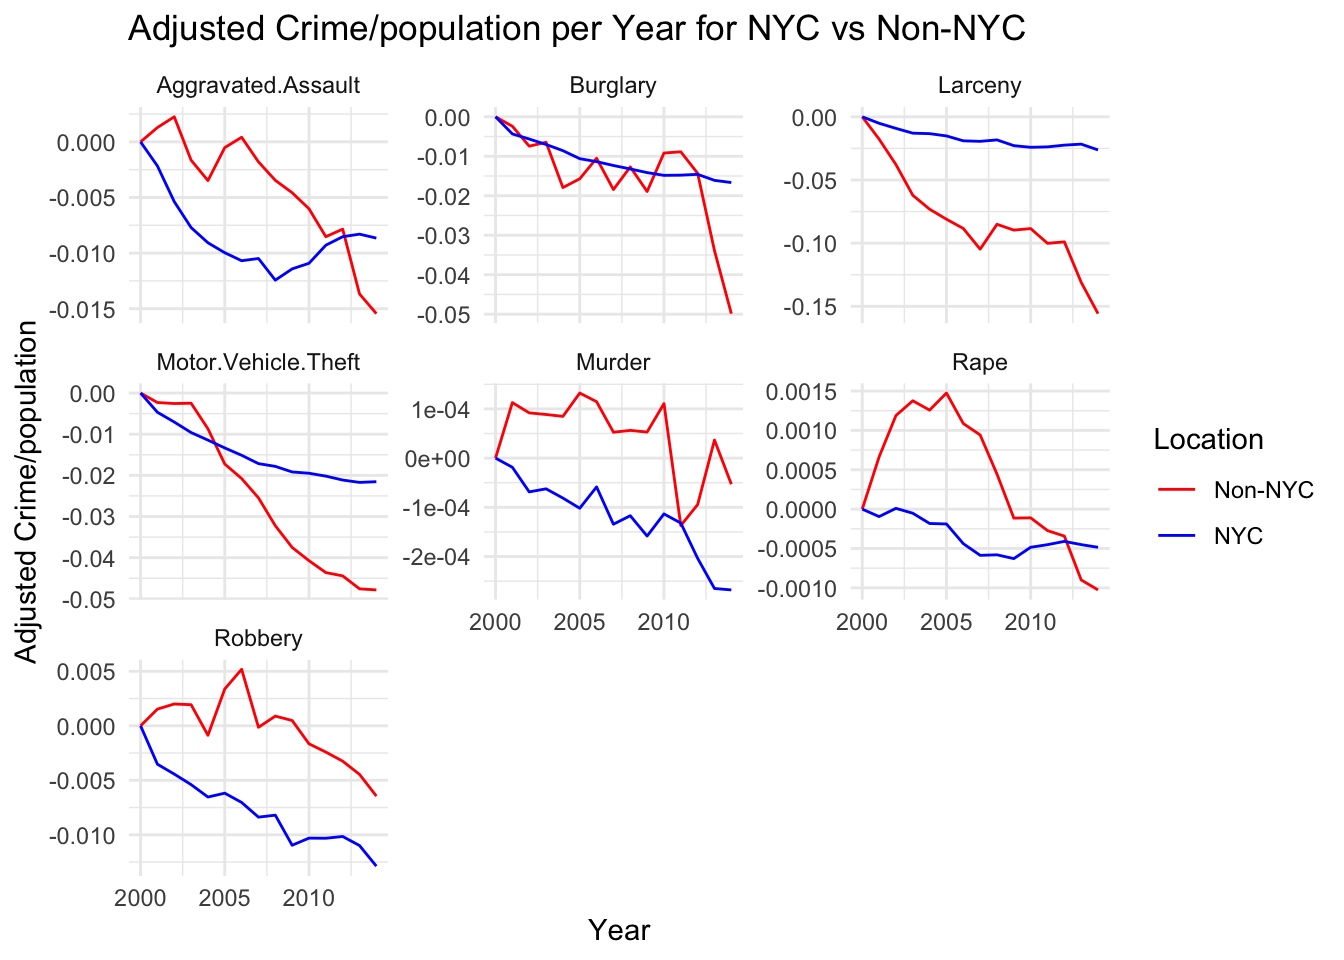 Adjusted Crime/population per Year for NYC vs Non-NYC
Aggravated.Assault
0.000
-0.005
-0.010
-0.015
Burglary
0.00
-0.01
-0.02
-0.03
-0.04
-0.05
Larceny
0.00
-0.05
-0.10
-0.15
Motor.Vehicle.Theft
0.00
-0.01
-0.02
-0.03
-0.04
-0.05
Murder
1e-04
0e+00
-1e-04
-2e-04
2000 2005 2010
Rape
0.0015
0.0010
0.0005
0.0000
-0.0005
-0.0010
2000 2005 2010
Robbery
0.005
0.000
-0.005
-0.010
2000 2005 2010
Adjusted Crime/population
Year
Location
Non-NYC
NYC